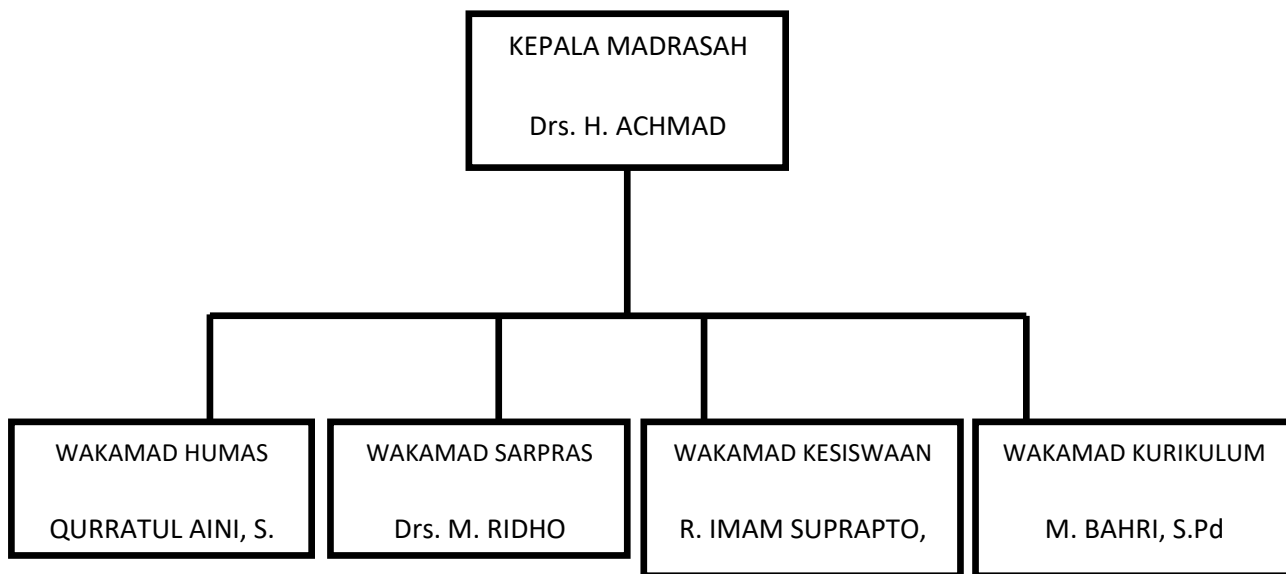 KEPALA MADRASAH
Drs. H. ACHMAD
WAKAMAD HUMAS
QURRATUL AINI, S.
WAKAMAD SARPRAS
Drs. M. RIDHO
WAKAMAD KESISWAAN
R. IMAM SUPRAPTO,
WAKAMAD KURIKULUM
M. BAHRI, S.Pd